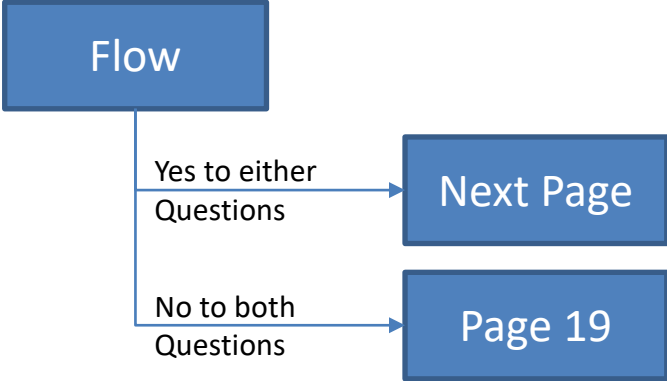 Flow
Yes to either
Questions
Next Page
No to both
Questions
Page 19